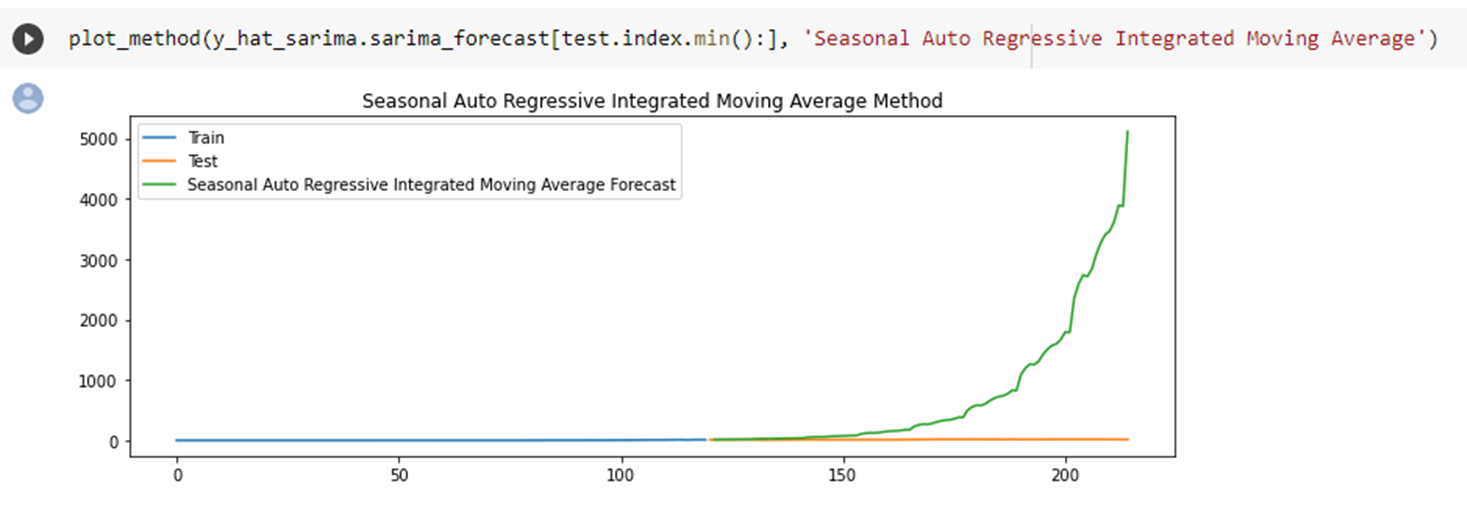 plot_method(y_hat_sarima.sarima_forecast[test.index.min():], 'Seasonal Auto Regressive Integrated Moving Average')
Seasonal Auto Regressive Integrated Moving Average Method
Train
Test
Seasonal Auto Regressive Integrated Moving Average Forecast
5000
4000
3000
2000
1000
0
0 50 100 150 200